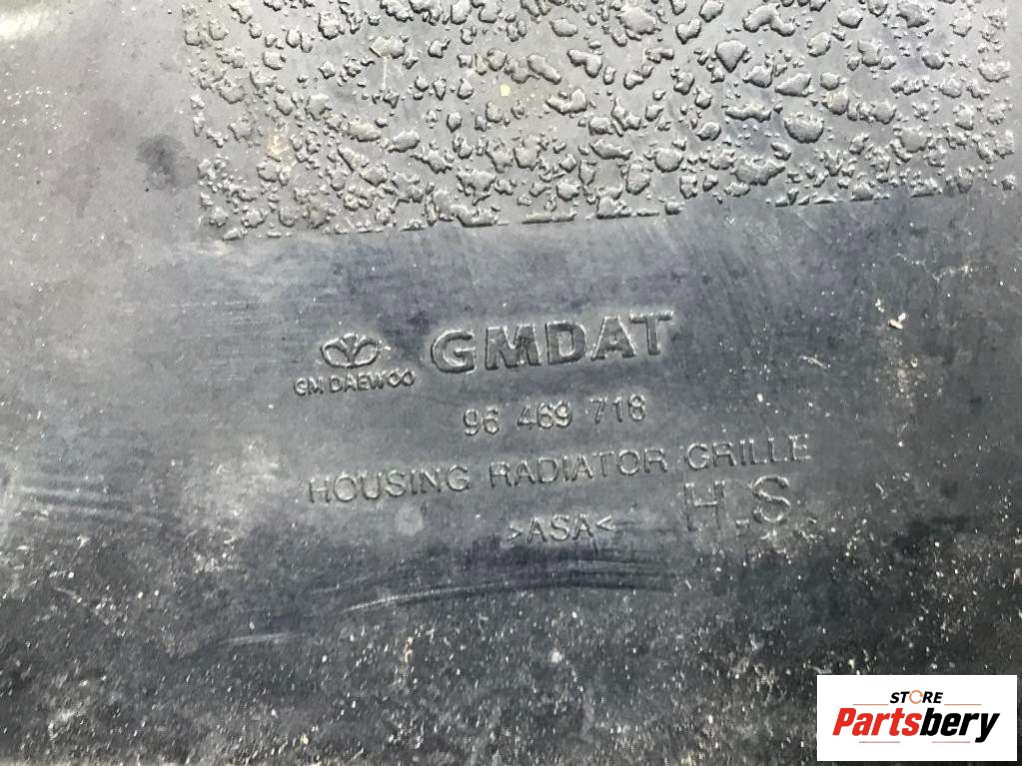 GMDAT
GM DAEWOO
96 469 718
HOUSING RADIATOR GRILLE
H.S.
>ASA<
STORE
Partsbery